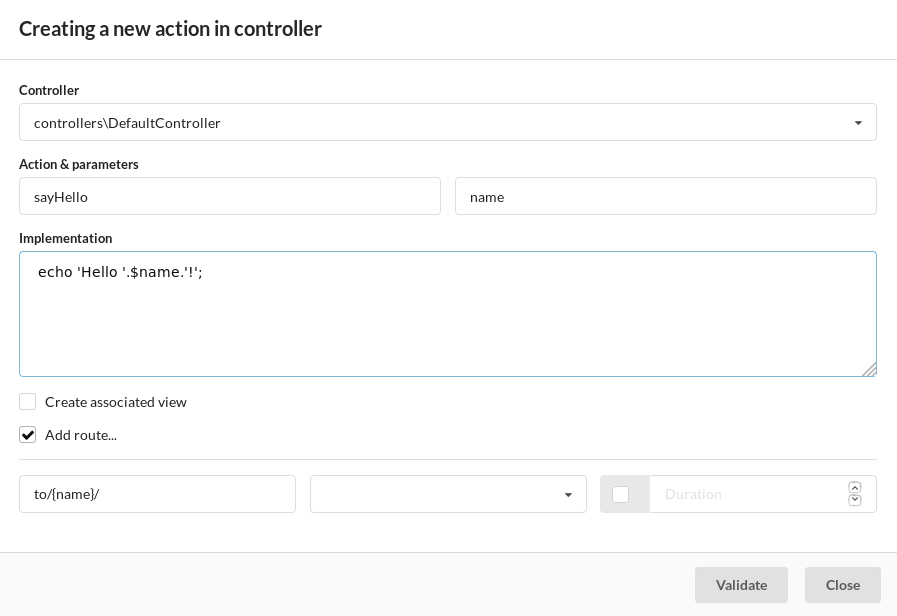 Creating a new action in controller
Controller
controllers\DefaultController
Action & parameters
sayHello
name
Implementation
echo 'Hello '.$name.'!';
Create associated view
Add route...
to/{name}/
Duration
Validate
Close